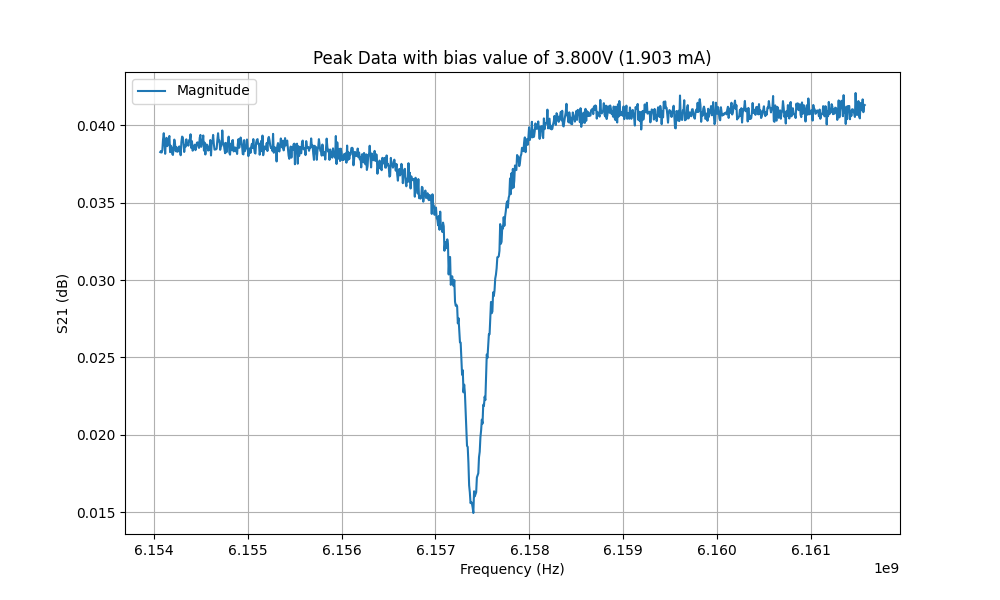 Peak Data with bias value of 3.800V (1.903 mA)
Magnitude
S21 (dB)
0.040
0.035
0.030
0.025
0.020
0.015
6.154 6.155 6.156 6.157 6.158 6.159 6.160 6.161
Frequency (Hz)
1e9